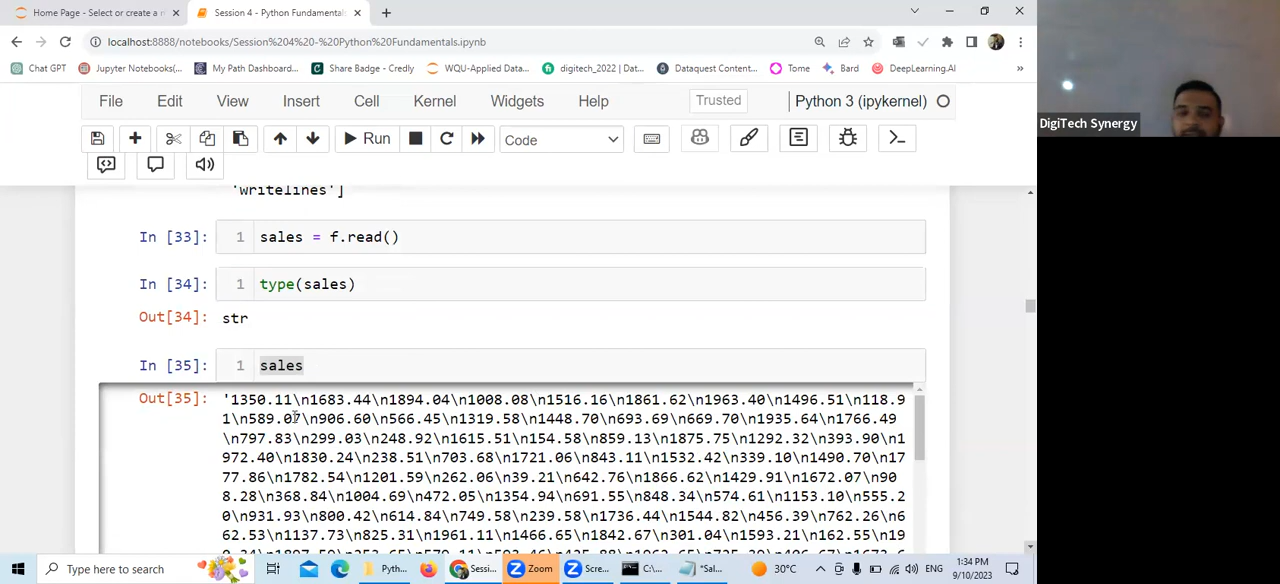 Home Page - Select or create a n
Session 4 - Python Fundamentals
localhost:8888/notebooks/Session%204%20-%20Python%20Fundamentals.ipynb
Chat GPT
Jupyter Notebooks(...
My Path Dashboard...
Share Badge - Credly
WQU-Applied Data...
digitech_2022 | Dat...
Dataquest Content...
Tome
Bard
DeepLearning.AI
»
File Edit View Insert Cell Kernel Widgets Help
Trusted
Python 3 (ipykernel)
Run
Code
DigiTech Synergy
'writelines']
In [33]: 1 sales = f.read()
In [34]: 1 type(sales)
Out[34]: str
In [35]: 1 sales
Out[35]: '1350.11\n1683.44\n1894.04\n1008.08\n1516.16\n1861.62\n1963.40\n1496.51\n118.9
1\n589.07\n906.60\n566.45\n1319.58\n1448.70\n693.69\n669.70\n1935.64\n1766.49
\n797.83\n299.03\n248.92\n1615.51\n154.58\n859.13\n1875.75\n1292.32\n393.90\n1
972.40\n1830.24\n238.51\n703.68\n1721.06\n843.11\n1532.42\n339.10\n1490.70\n1
777.86\n1782.54\n1201.59\n262.06\n39.21\n642.76\n1866.62\n1429.91\n1672.07\n90
8.28\n368.84\n1004.69\n472.05\n1354.94\n691.55\n848.34\n574.61\n1153.10\n555.2
0\n931.93\n800.42\n614.84\n749.58\n239.58\n1736.44\n1544.82\n456.39\n762.26\n6
62.53\n1137.73\n825.31\n1961.11\n1466.65\n1842.67\n301.04\n1593.21\n162.55\n19
Type here to search
Pyth...
Sessi...
Zoom
Scre...
C:\...
*Sal...
30°C
ENG
1:34 PM
9/10/2023